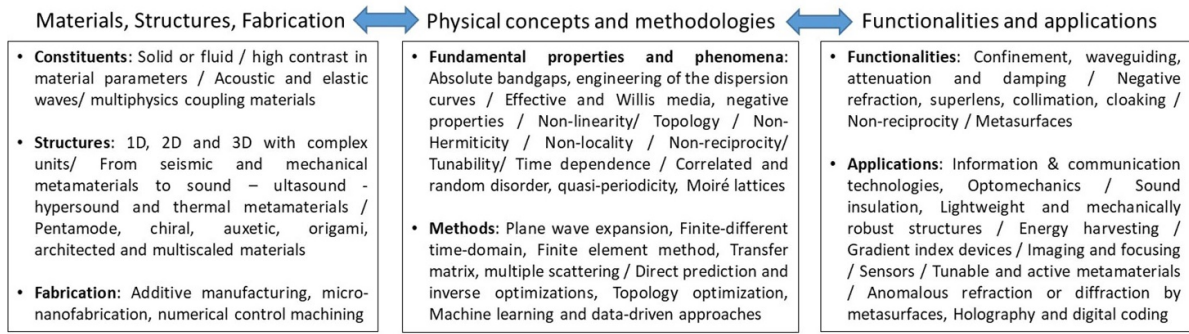 Materials, Structures, Fabrication
Physical concepts and methodologies
Functionalities and applications
• Constituents: Solid or fluid / high contrast in
material parameters / Acoustic and elastic
waves/ multiphysics coupling materials
• Structures: 1D, 2D and 3D with complex
units/ From seismic and mechanical
metamaterials to sound – ultasound -
hypersound and thermal metamaterials /
Pentamode, chiral, auxetic, origami,
architected and multiscaled materials
• Fabrication: Additive manufacturing, micro-
nanofabrication, numerical control machining
• Fundamental properties and phenomena:
Absolute bandgaps, engineering of the dispersion
curves / Effective and Willis media, negative
properties / Non-linearity/ Topology / Non-
Hermiticity / Non-locality / Non-reciprocity/
Tunability/ Time dependence / Correlated and
random disorder, quasi-periodicity, Moiré lattices
• Methods: Plane wave expansion, Finite-different
time-domain, Finite element method, Transfer
matrix, multiple scattering / Direct prediction and
inverse optimizations, Topology optimization,
Machine learning and data-driven approaches
• Functionalities: Confinement, waveguiding,
attenuation and damping / Negative
refraction, superlens, collimation, cloaking /
Non-reciprocity / Metasurfaces
• Applications: Information & communication
technologies, Optomechanics / Sound
insulation, Lightweight and mechanically
robust structures / Energy harvesting /
Gradient index devices / Imaging and focusing
/ Sensors / Tunable and active metamaterials
/ Anomalous refraction or diffraction by
metasurfaces, Holography and digital coding